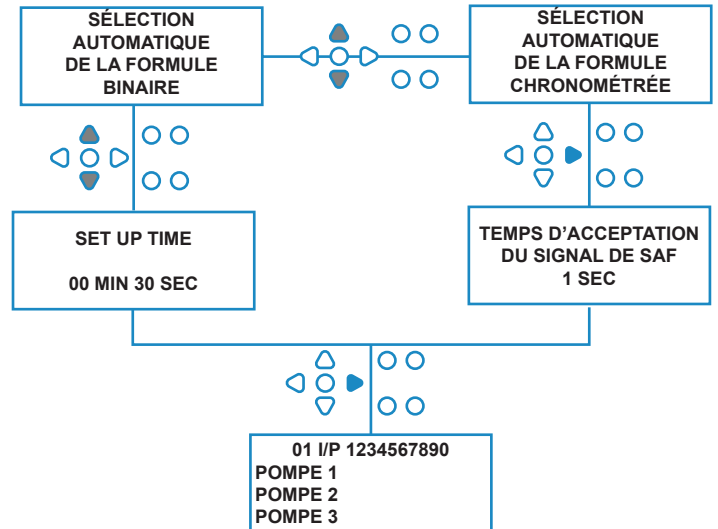 SÉLECTION
AUTOMATIQUE
DE LA FORMULE
BINAIRE
SÉLECTION
AUTOMATIQUE
DE LA FORMULE
CHRONOMÉTRÉE
SET UP TIME
00 MIN 30 SEC
TEMPS D'ACCEPTATION
DU SIGNAL DE SAF
1 SEC
01 I/P 1234567890
POMPE 1
POMPE 2
POMPE 3